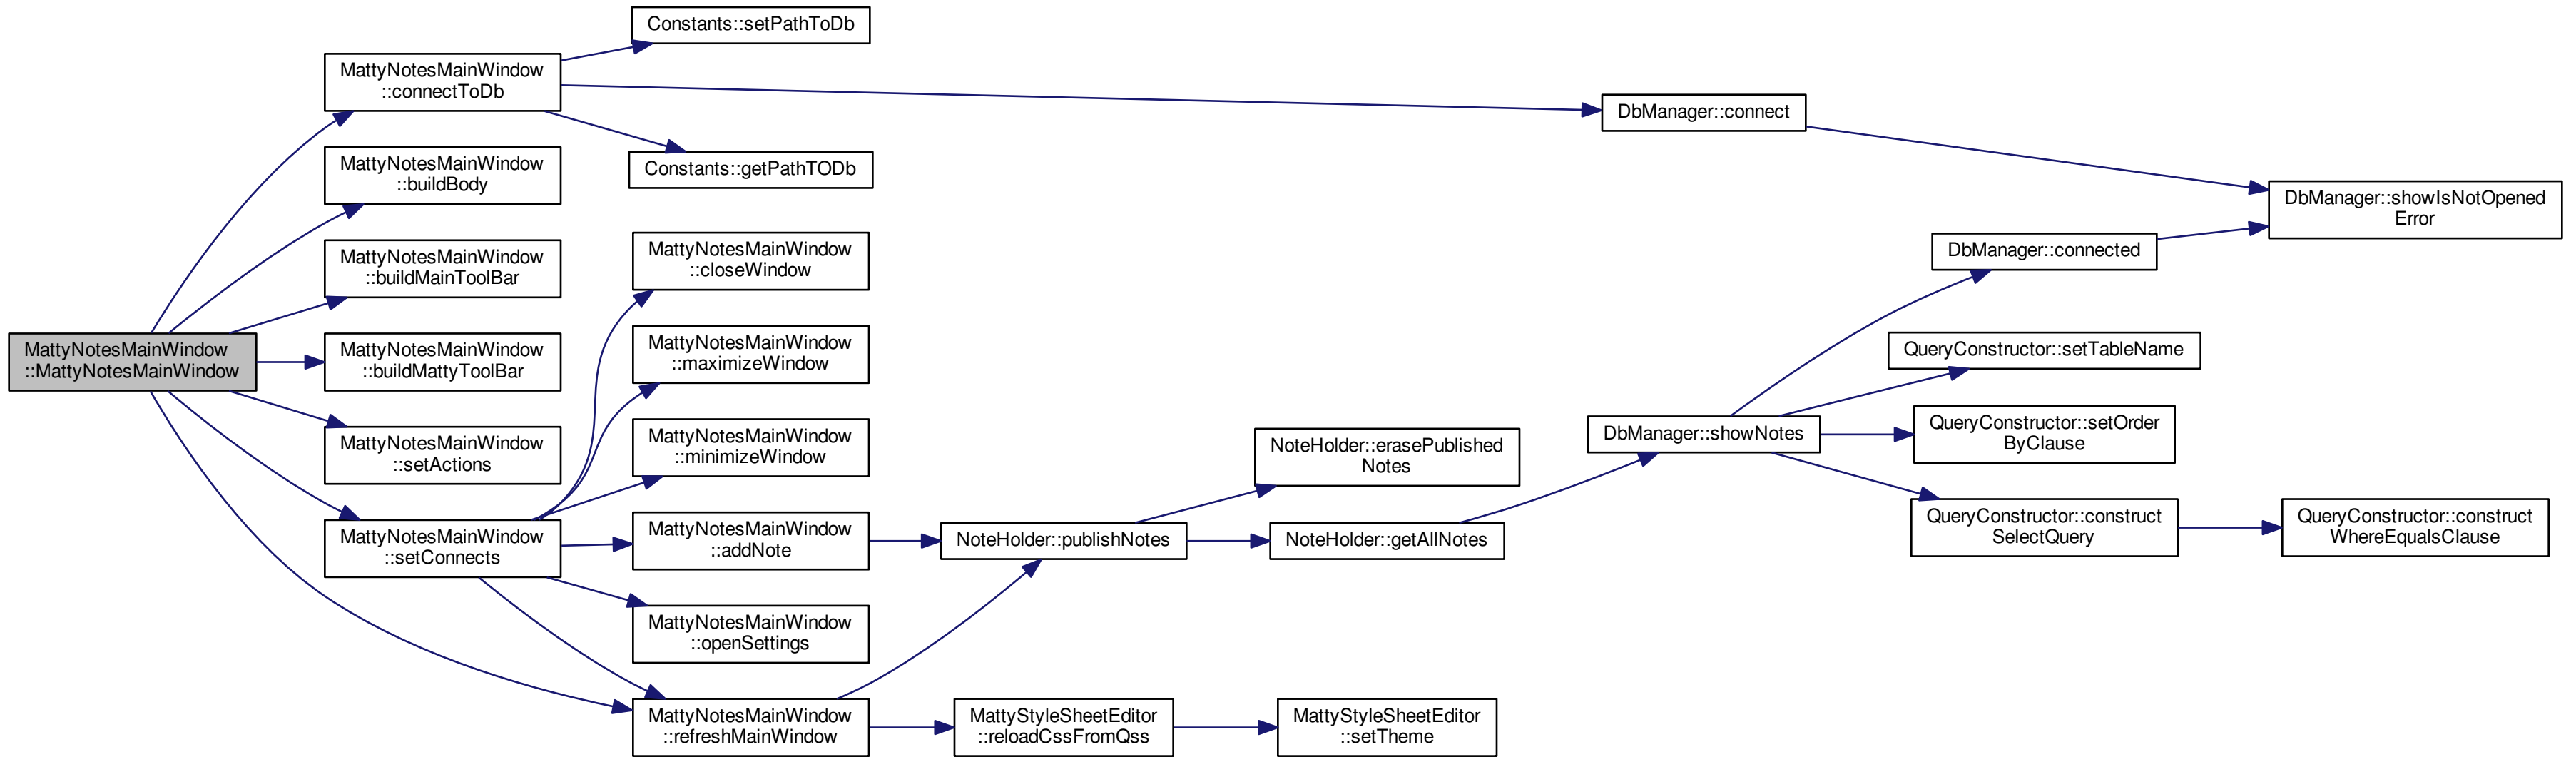 Constants::setPathToDb
MattyNotesMainWindow
::connectToDb
DbManager::connect
MattyNotesMainWindow
::buildBody
Constants::getPathTODb
DbManager::showIsNotOpened
Error
MattyNotesMainWindow
::buildMainToolBar
MattyNotesMainWindow
::closeWindow
DbManager::connected
MattyNotesMainWindow
::MattyNotesMainWindow
MattyNotesMainWindow
::buildMattyToolBar
MattyNotesMainWindow
::maximizeWindow
QueryConstructor::setTableName
MattyNotesMainWindow
::setActions
MattyNotesMainWindow
::minimizeWindow
NoteHolder::erasePublished
Notes
DbManager::showNotes
QueryConstructor::setOrder
ByClause
MattyNotesMainWindow
::setConnects
MattyNotesMainWindow
::addNote
NoteHolder::publishNotes
NoteHolder::getAllNotes
QueryConstructor::construct
SelectQuery
QueryConstructor::construct
WhereEqualsClause
MattyNotesMainWindow
::openSettings
MattyNotesMainWindow
::refreshMainWindow
MattyStyleSheetEditor
::reloadCssFromQss
MattyStyleSheetEditor
::setTheme